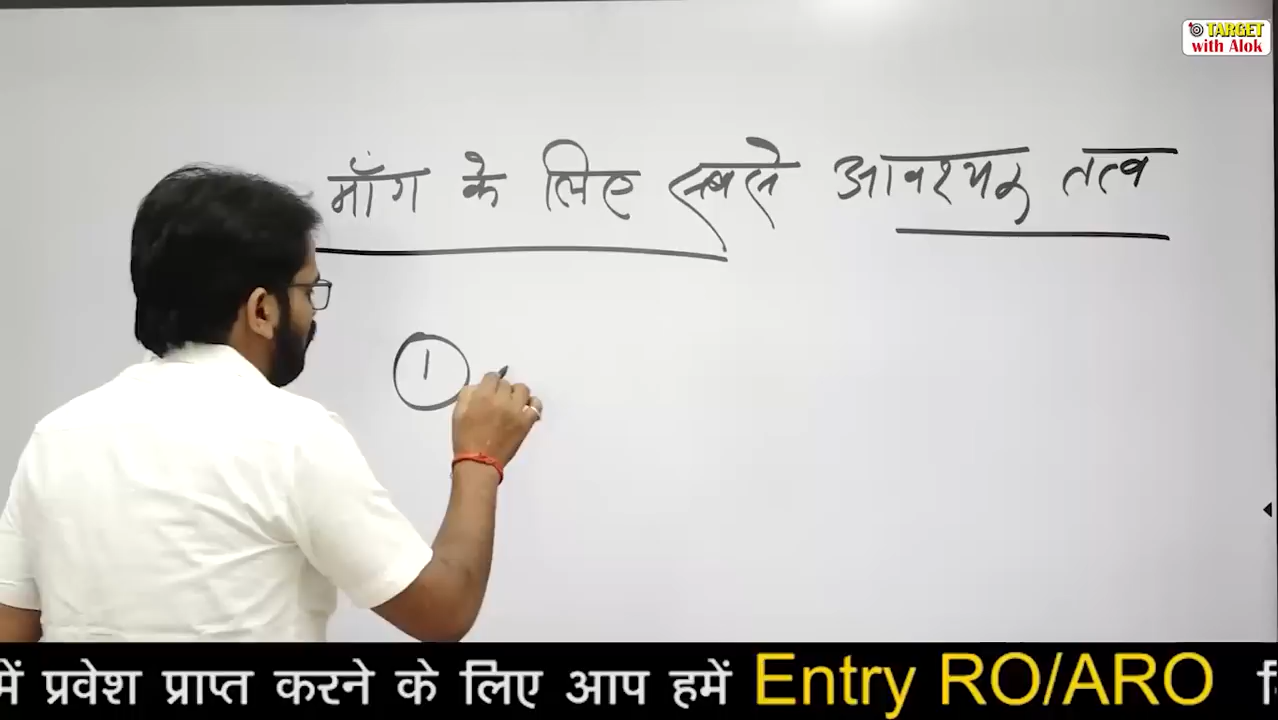 TARGET
with Alok
माँग के लिए सबसे आवश्यक तत्व
1
में प्रवेश प्राप्त करने के लिए आप हमें Entry RO/ARO